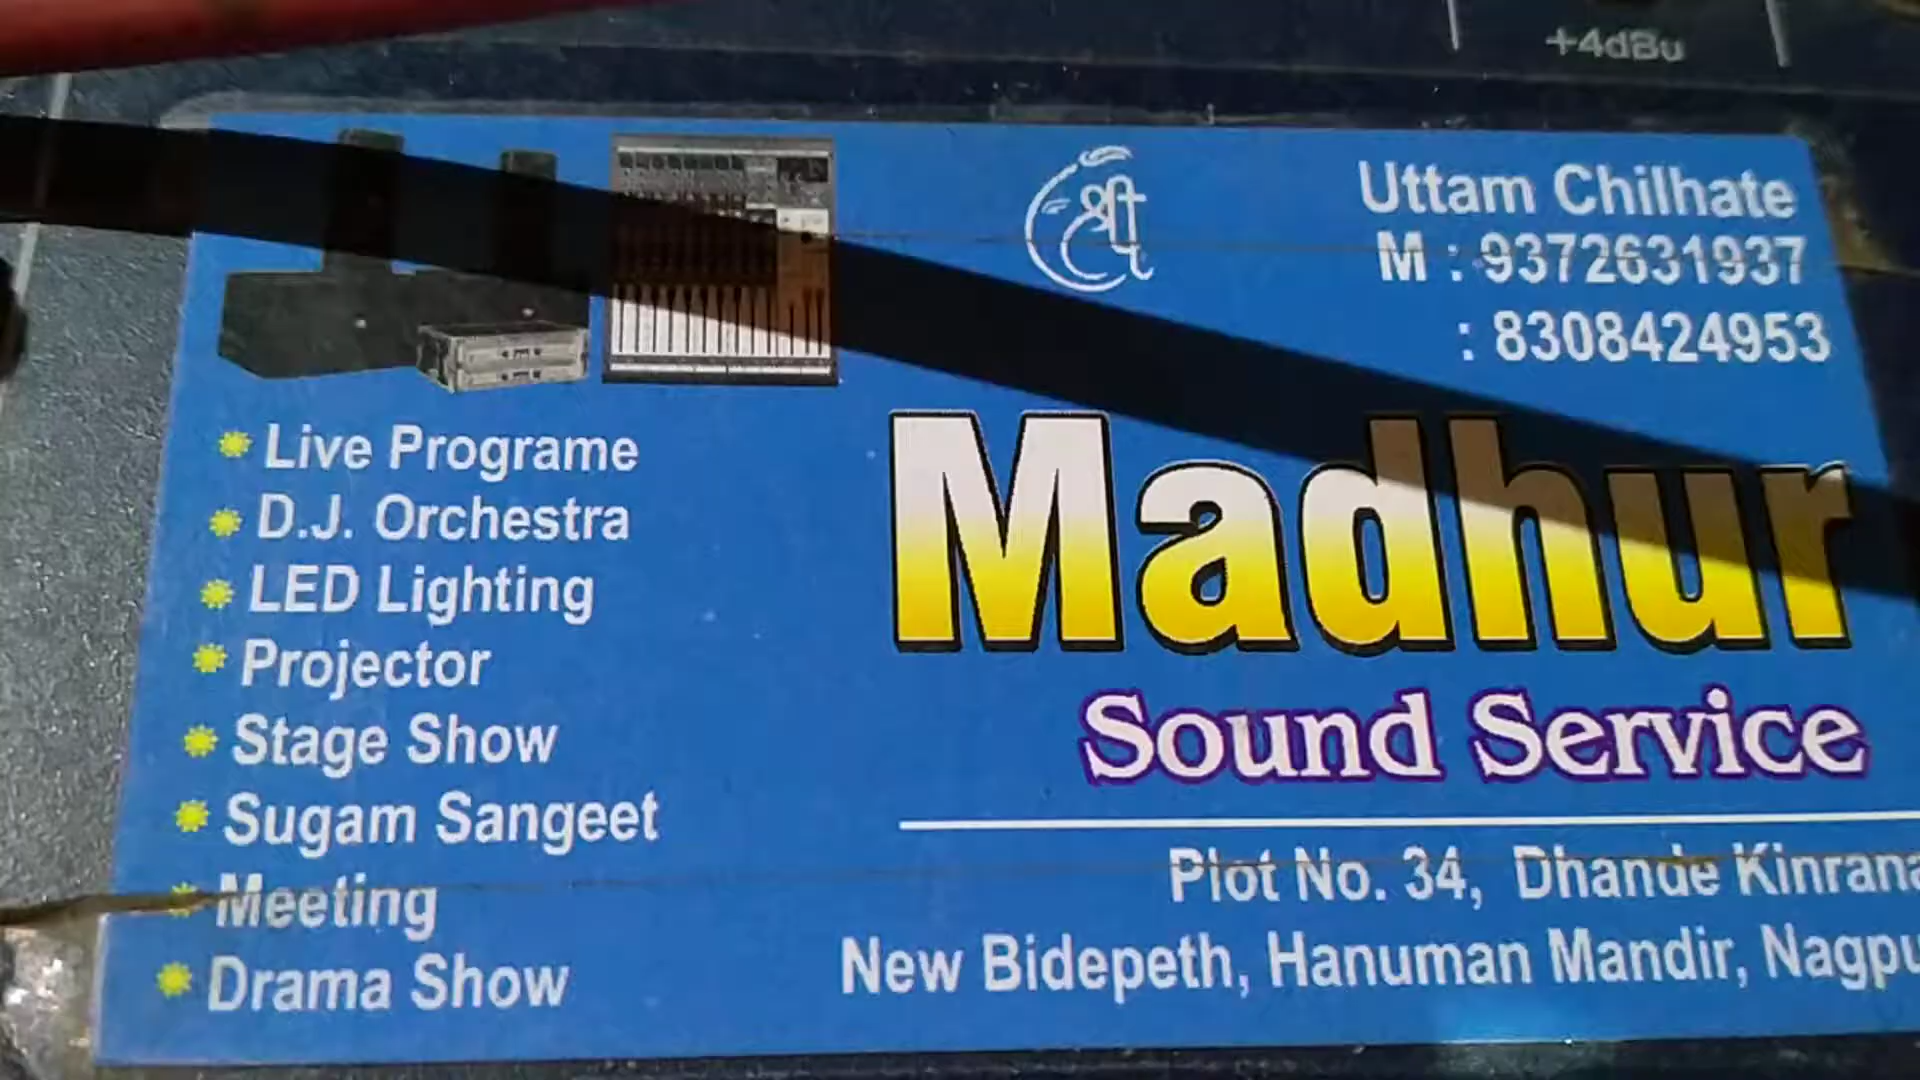 +4dBu
श्री
Uttam Chilhate
M : 9372631937
: 8308424953
Live Programe
D.J. Orchestra
LED Lighting
Projector
Stage Show
Sugam Sangeet
Meeting
Drama Show
Madhur
Sound Service
Plot No. 34, Dhande Kinrana
New Bidepeth, Hanuman Mandir, Nagpu